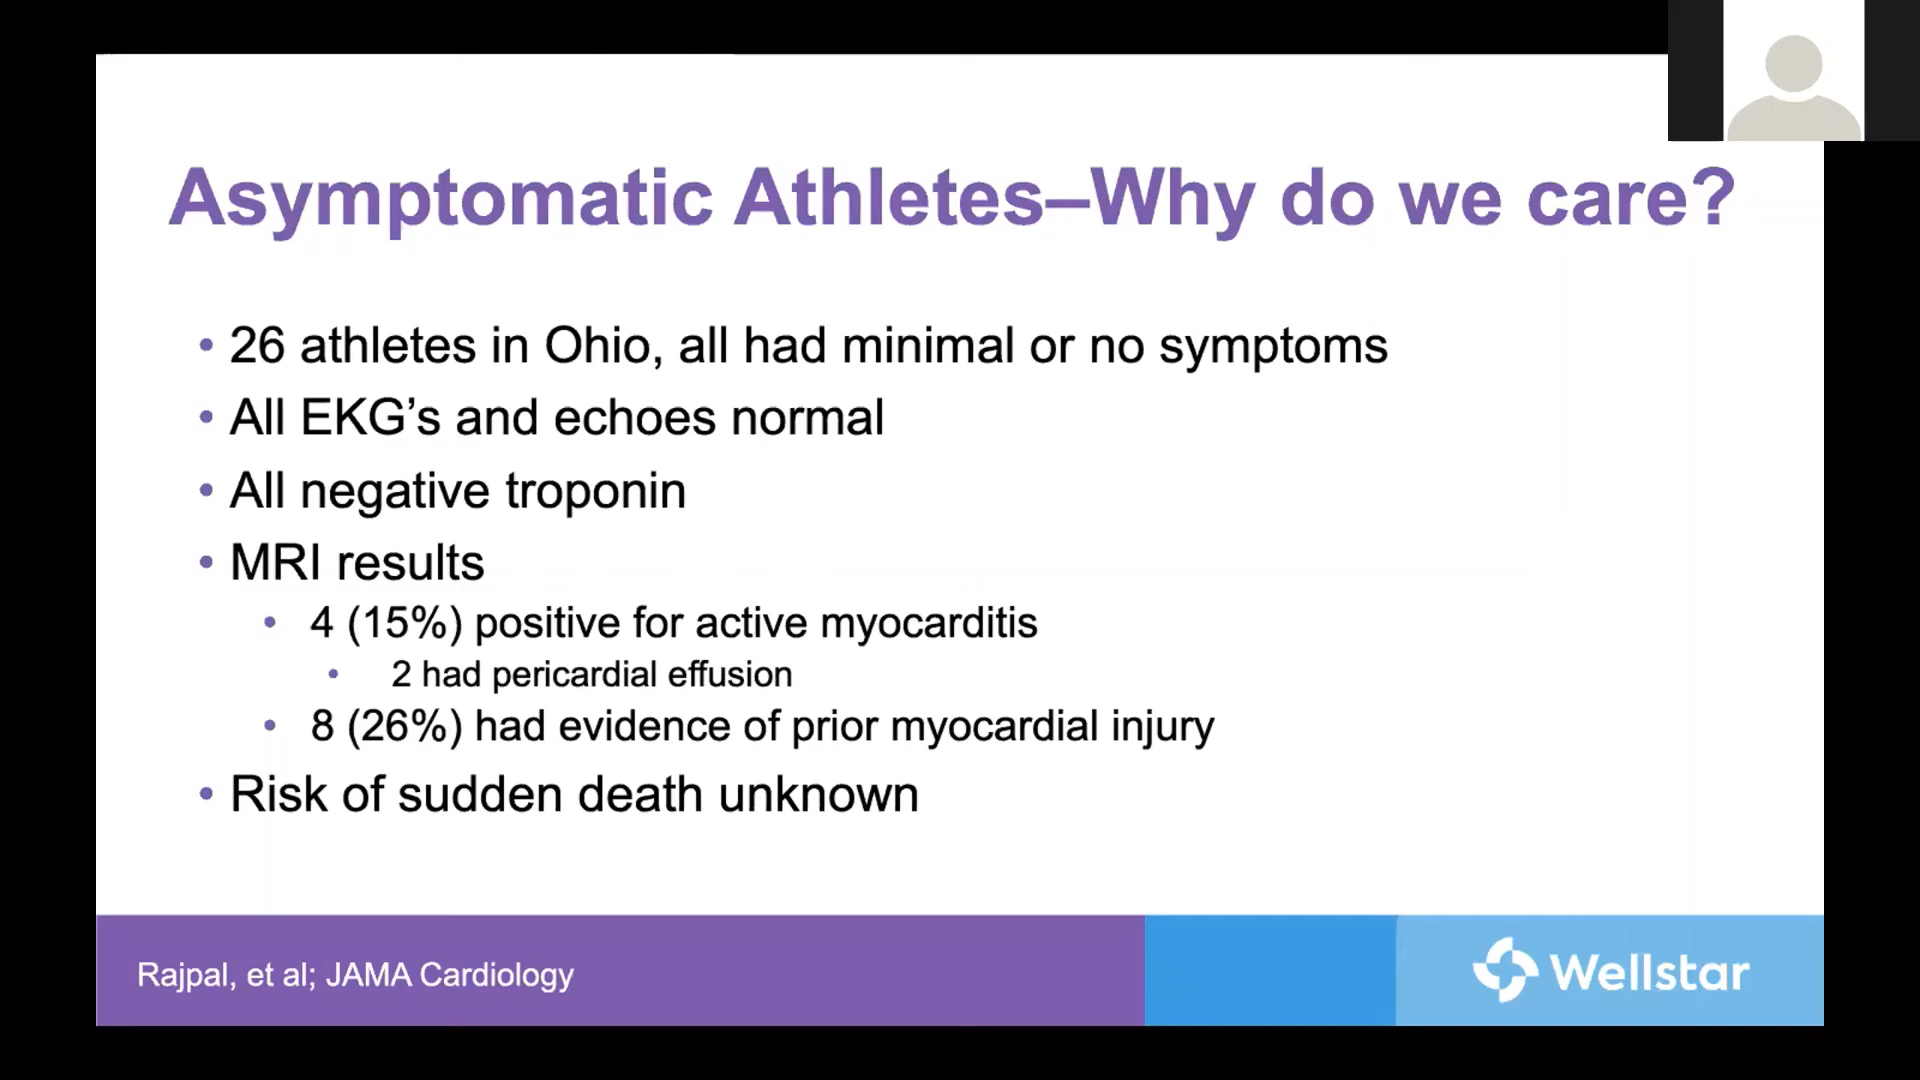 Asymptomatic Athletes–Why do we care?
• 26 athletes in Ohio, all had minimal or no symptoms
• All EKG’s and echoes normal
• All negative troponin
• MRI results
• 4 (15%) positive for active myocarditis
• 2 had pericardial effusion
• 8 (26%) had evidence of prior myocardial injury
• Risk of sudden death unknown
Rajpal, et al; JAMA Cardiology
Wellstar